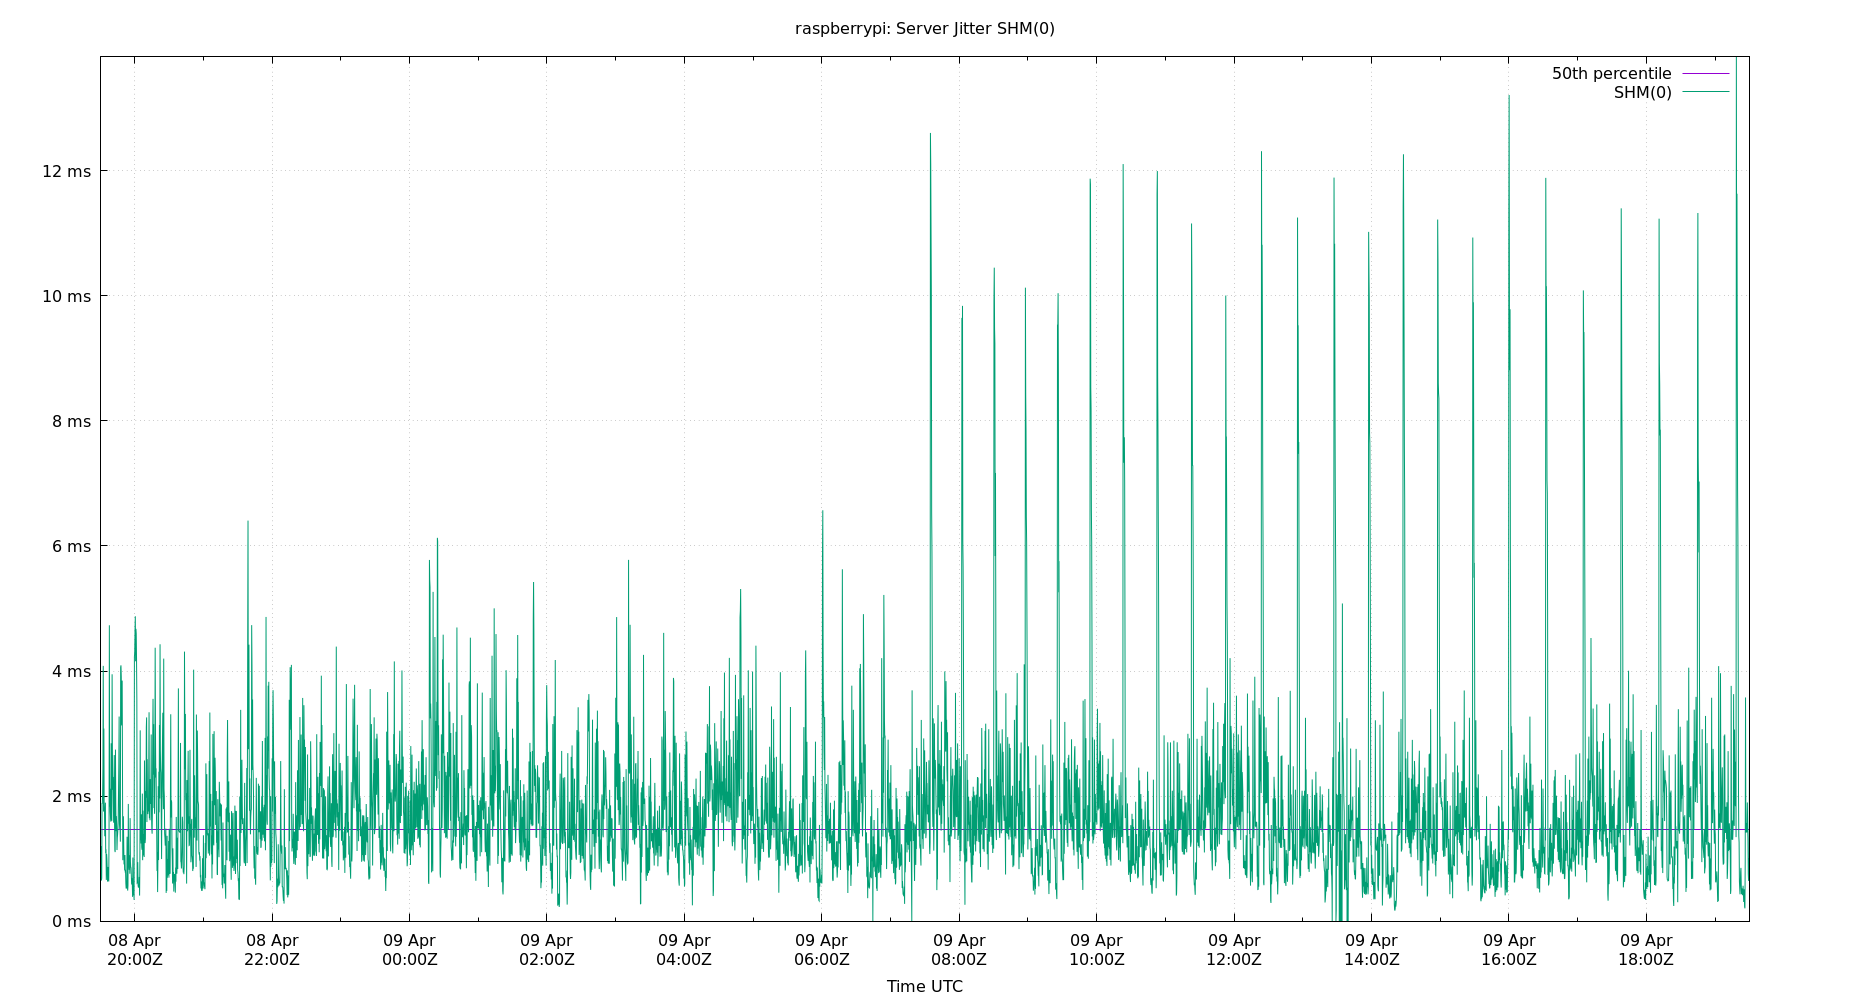 raspberrypi: Server Jitter SHM(0)
50th percentile
SHM(0)
12 ms
10 ms
8 ms
6 ms
4 ms
2 ms
0 ms
08 Apr 08 Apr 09 Apr 09 Apr 09 Apr 09 Apr 09 Apr 09 Apr 09 Apr 09 Apr 09 Apr 09 Apr
20:00Z 22:00Z 00:00Z 02:00Z 04:00Z 06:00Z 08:00Z 10:00Z 12:00Z 14:00Z 16:00Z 18:00Z
Time UTC